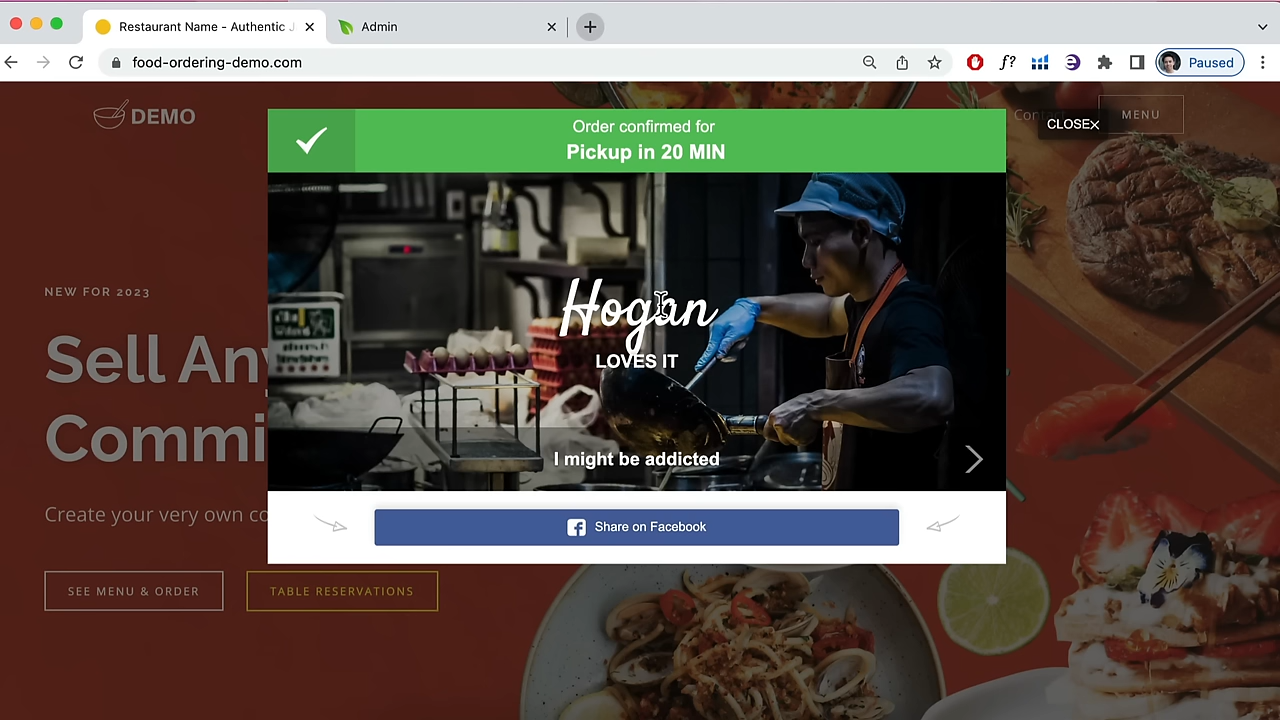 Restaurant Name - Authentic J
Admin
food-ordering-demo.com
Paused
DEMO
Order confirmed for
Pickup in 20 MIN
CLOSE
MENU
NEW FOR 2023
Hogan
LOVES IT
I might be addicted
Sell Any
Commi
Create your very own co
Share on Facebook
SEE MENU & ORDER
TABLE RESERVATIONS